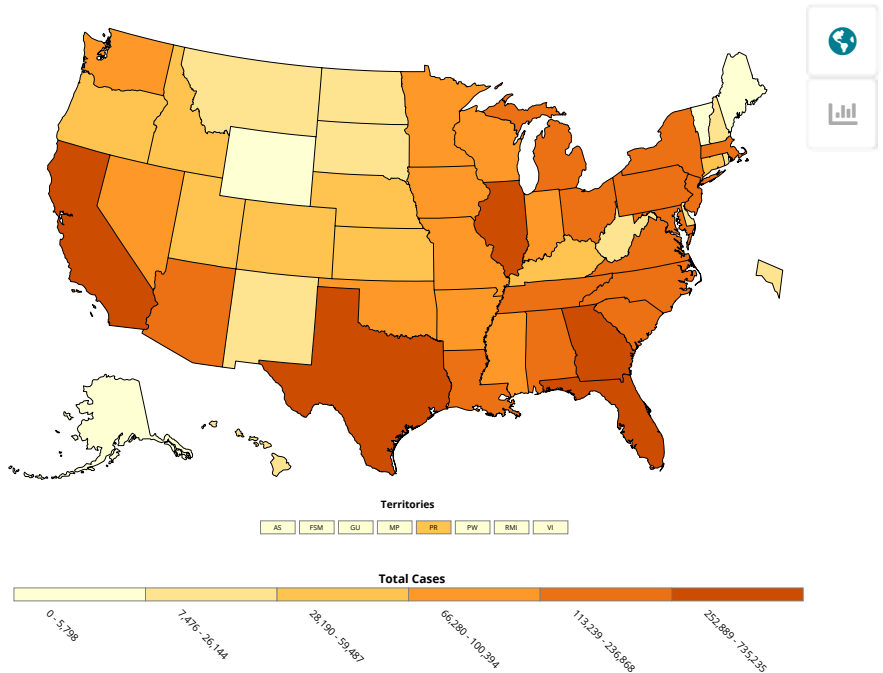 Territories
AS FSM GU MP PR PW RMI VI
Total Cases
0 - 5,798
7,476 - 26,144
28,190 - 59,487
66,280 - 100,394
113,239 - 236,868
252,889 - 735,235